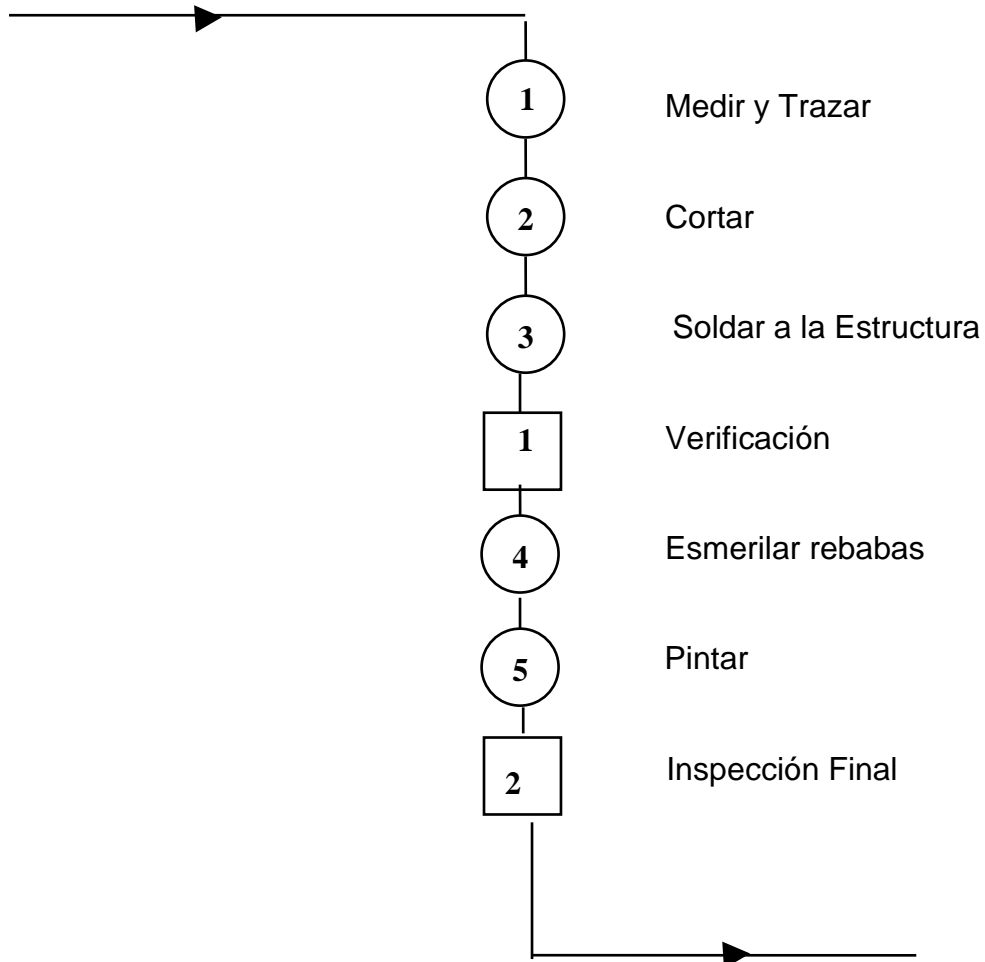 1 Medir y Trazar
2 Cortar
3 Soldar a la Estructura
1 Verificación
4 Esmerilar rebabas
5 Pintar
2 Inspección Final